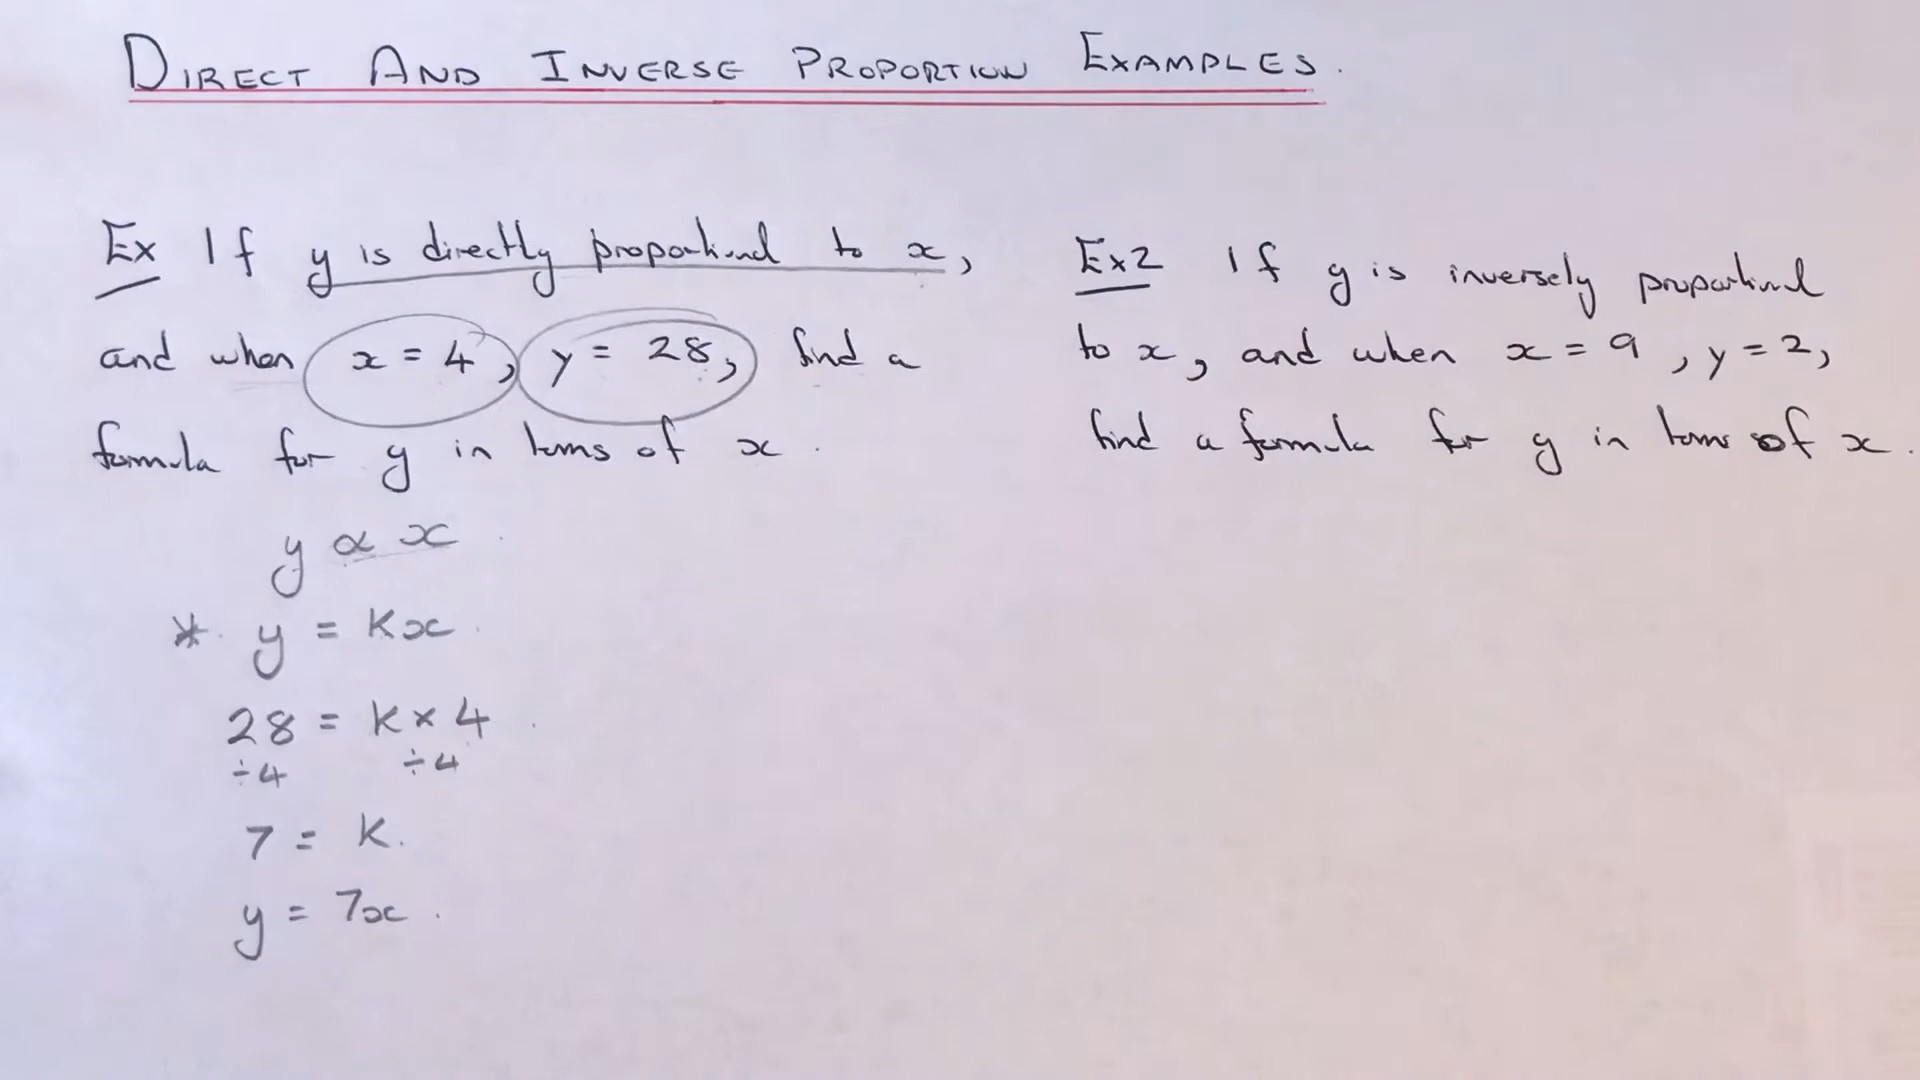 DIRECT AND INVERSE PROPORTION EXAMPLES.
Ex If y is directly proportional to x,
and when x = 4, y = 28, find a
formula for y in terms of x.
y ∝ x
* y = Kx
28 = K × 4
÷4 ÷4
7 = K.
y = 7x.
Ex2 If y is inversely proportional
to x, and when x = 9, y = 2,
find a formula for y in terms of x.